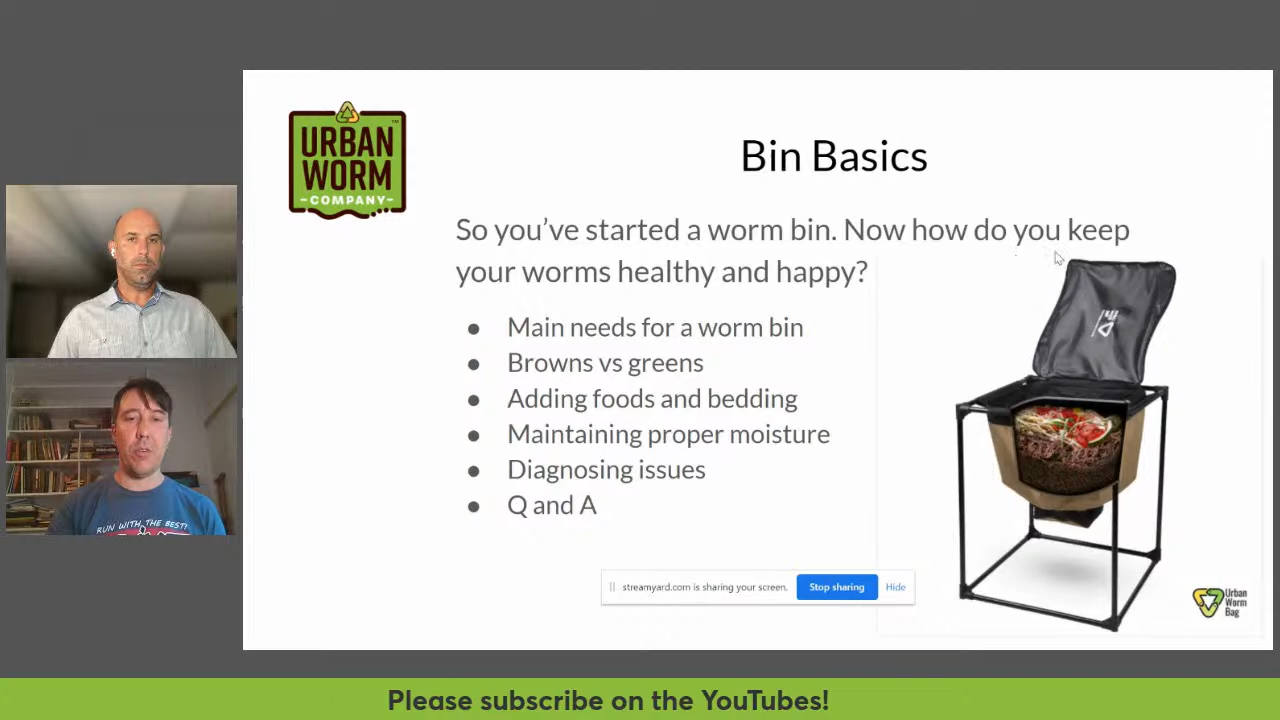 URBAN
WORM
COMPANY
TM
Bin Basics
So you've started a worm bin. Now how do you keep
your worms healthy and happy?
● Main needs for a worm bin
● Browns vs greens
● Adding foods and bedding
● Maintaining proper moisture
● Diagnosing issues
● Q and A
RUN WITH THE BEST!
streamyard.com is sharing your screen.
Stop sharing
Hide
Urban
Worm
Bag
Please subscribe on the YouTubes!